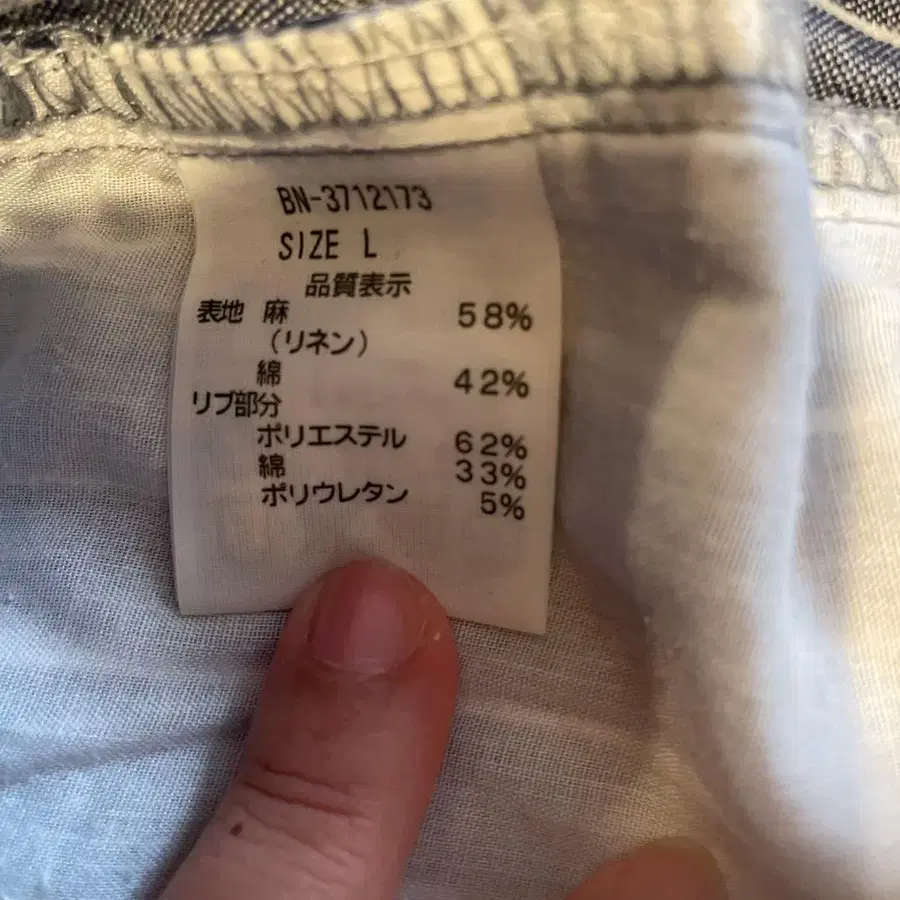 BN-3712173
SIZE L
品質表示
表地 麻 58%
(リネン)
綿 42%
リブ部分
ポリエステル 62%
綿 33%
ポリウレタン 5%